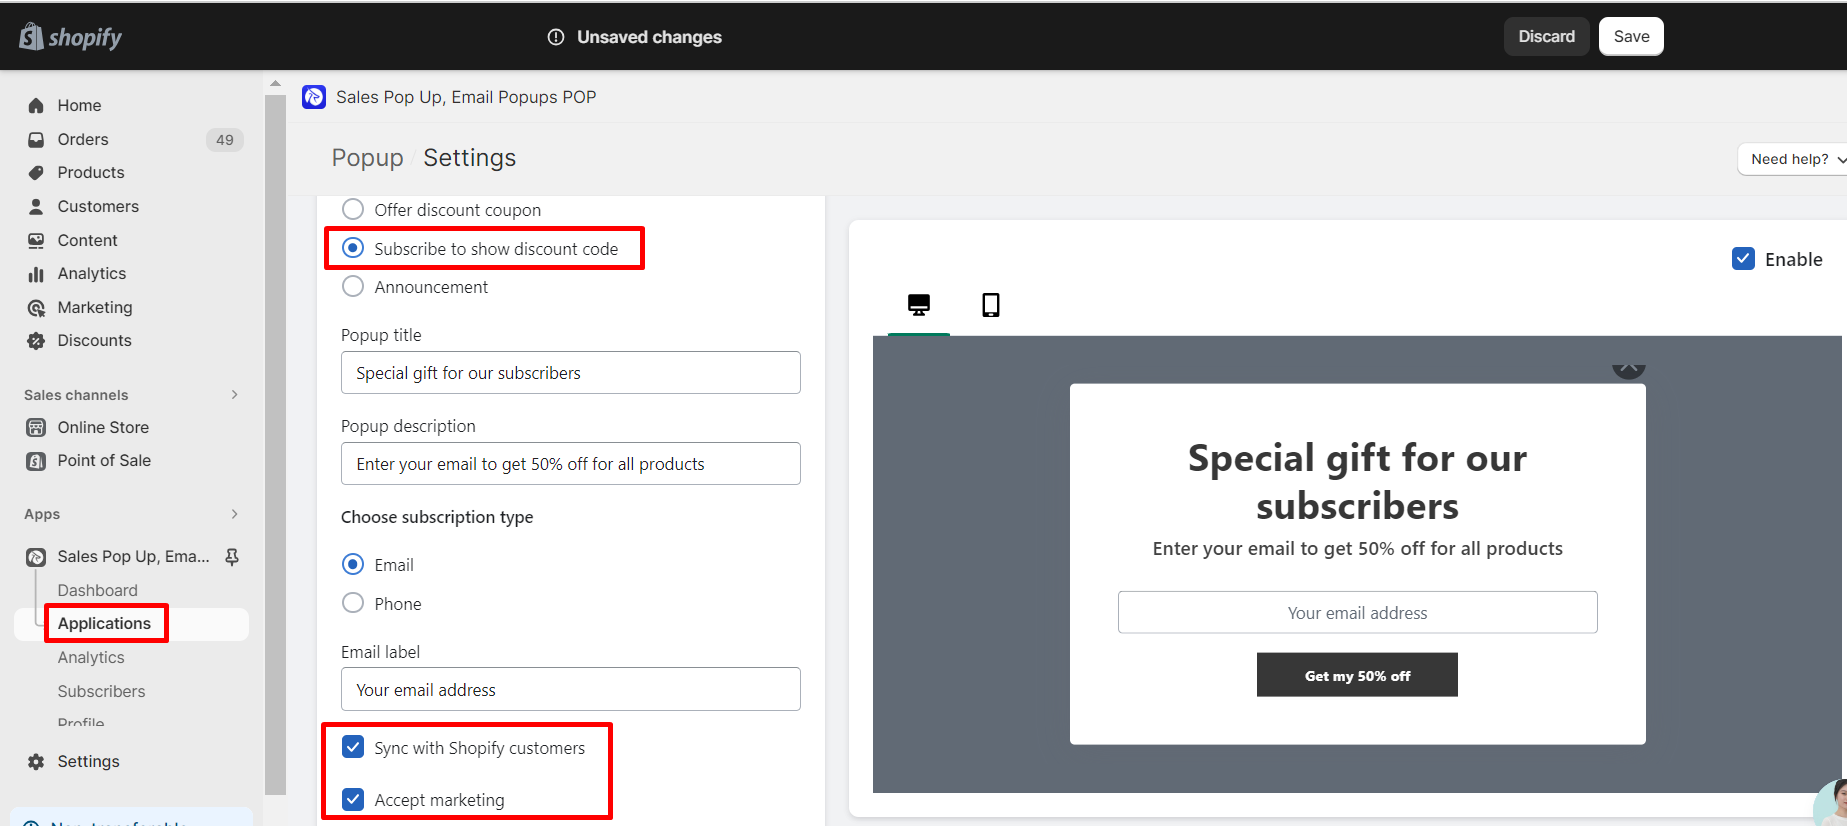 shopify
Unsaved changes
Discard
Save
Home
Orders
49
Products
Customers
Content
Analytics
Marketing
Discounts
Sales channels
Online Store
Point of Sale
Apps
Sales Pop Up, Ema...
Dashboard
Applications
Analytics
Subscribers
Profile
Settings
Non-transferable
Sales Pop Up, Email Popups POP
Popup / Settings
Need help?
Offer discount coupon
Subscribe to show discount code
Announcement
Popup title
Special gift for our subscribers
Popup description
Enter your email to get 50% off for all products
Choose subscription type
Email
Phone
Email label
Your email address
Sync with Shopify customers
Accept marketing
Enable
Special gift for our
subscribers
Enter your email to get 50% off for all products
Your email address
Get my 50% off